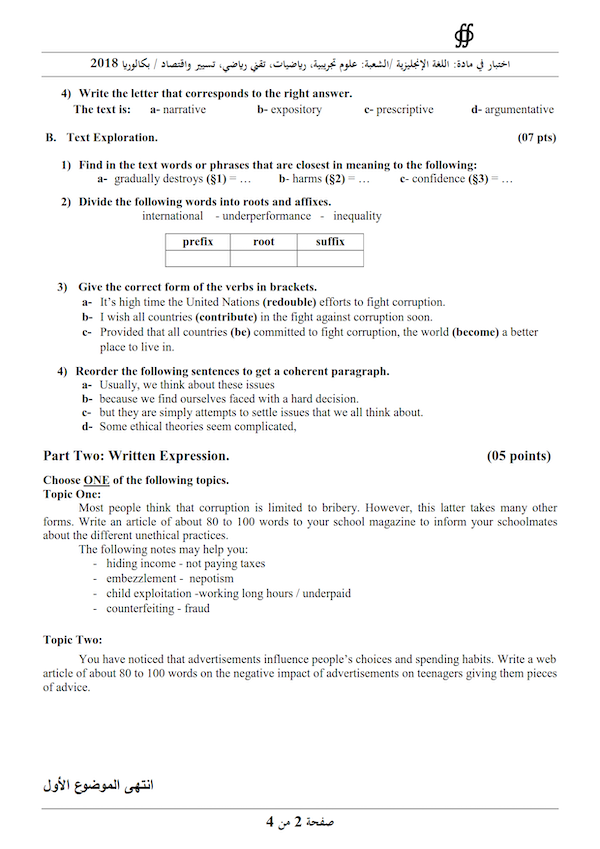 اختبار في مادة: اللغة الإنجليزية /الشعبة: علوم تجريبية، رياضيات، تقني رياضي، تسيير واقتصاد / بكالوريا 2018
4) Write the letter that corresponds to the right answer.
The text is: a- narrative b- expository c- prescriptive d- argumentative
B. Text Exploration. (07 pts)
1) Find in the text words or phrases that are closest in meaning to the following:
a- gradually destroys (§1) = … b- harms (§2) = … c- confidence (§3) = …
2) Divide the following words into roots and affixes.
international - underperformance - inequality
prefix root suffix
3) Give the correct form of the verbs in brackets.
a- It's high time the United Nations (redouble) efforts to fight corruption.
b- I wish all countries (contribute) in the fight against corruption soon.
c- Provided that all countries (be) committed to fight corruption, the world (become) a better
place to live in.
4) Reorder the following sentences to get a coherent paragraph.
a- Usually, we think about these issues
b- because we find ourselves faced with a hard decision.
c- but they are simply attempts to settle issues that we all think about.
d- Some ethical theories seem complicated,
Part Two: Written Expression. (05 points)
Choose ONE of the following topics.
Topic One:
Most people think that corruption is limited to bribery. However, this latter takes many other
forms. Write an article of about 80 to 100 words to your school magazine to inform your schoolmates
about the different unethical practices.
The following notes may help you:
- hiding income - not paying taxes
- embezzlement - nepotism
- child exploitation -working long hours / underpaid
- counterfeiting - fraud
Topic Two:
You have noticed that advertisements influence people's choices and spending habits. Write a web
article of about 80 to 100 words on the negative impact of advertisements on teenagers giving them pieces
of advice.
انتهى الموضوع الأول
صفحة 2 من 4